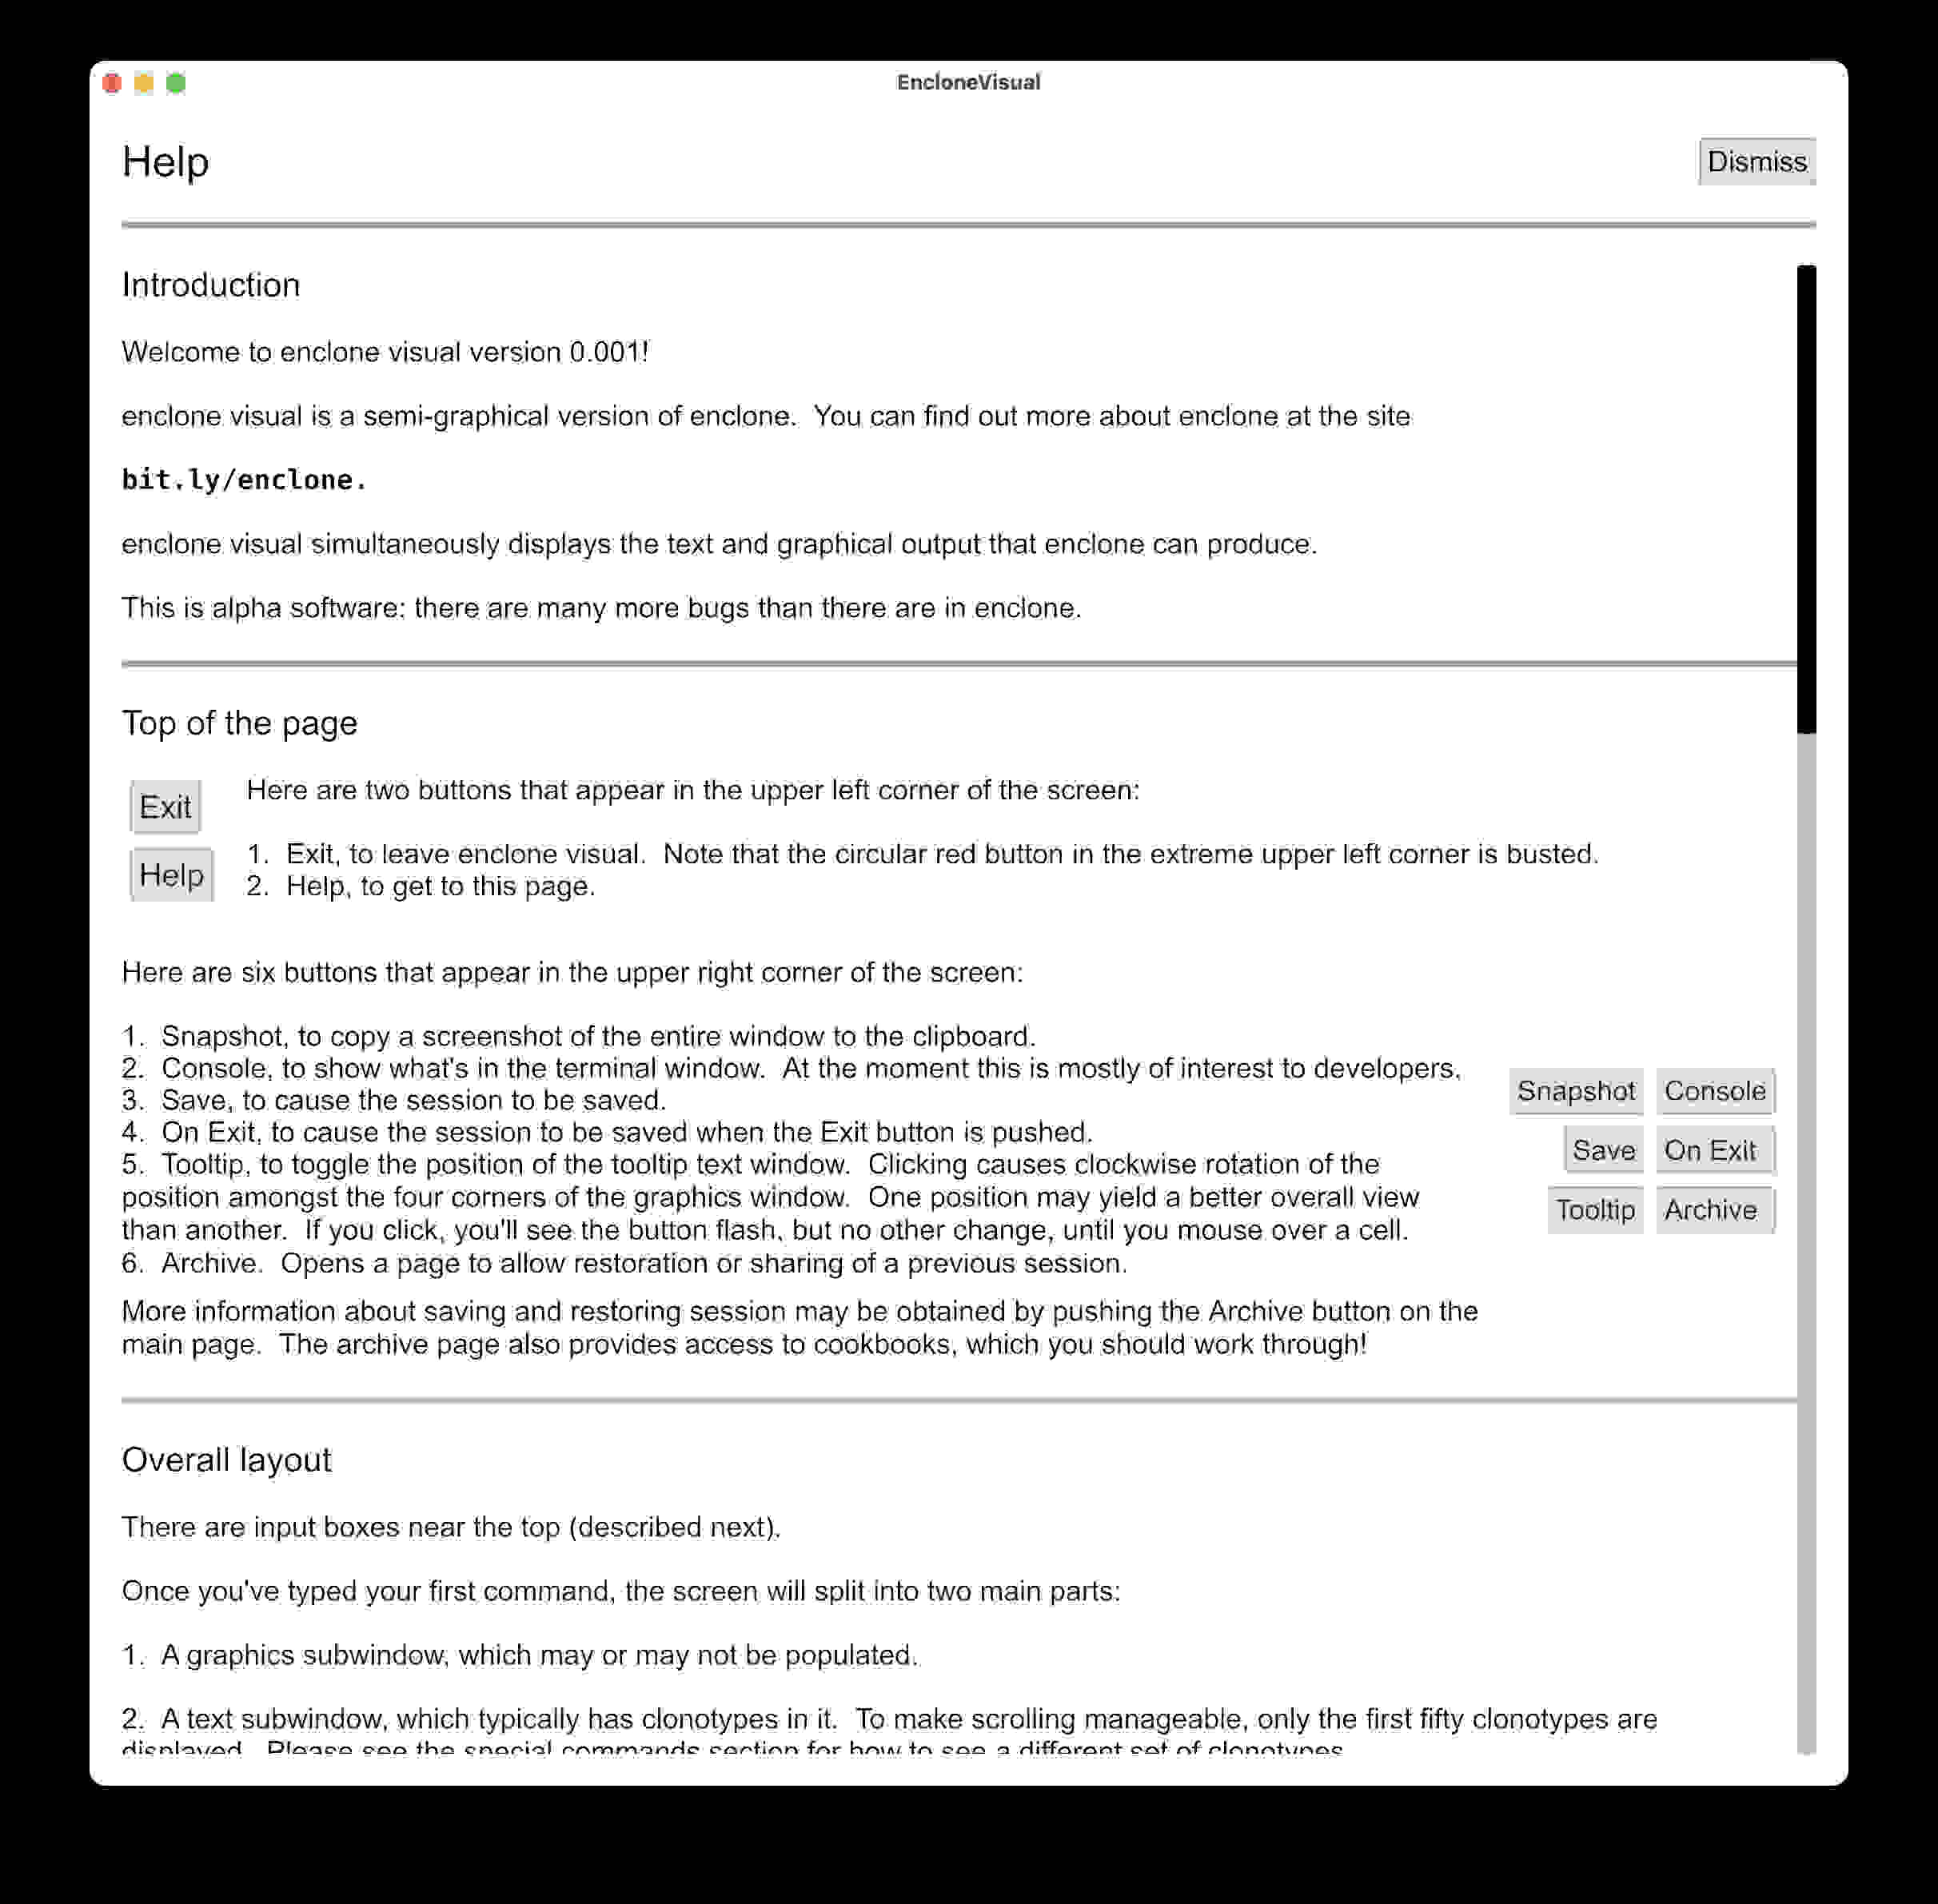 EncloneVisual
Help
Dismiss
Introduction
Welcome to enclone visual version 0.001!
enclone visual is a semi-graphical version of enclone.  You can find out more about enclone at the site
bit.ly/enclone.
enclone visual simultaneously displays the text and graphical output that enclone can produce.
This is alpha software: there are many more bugs than there are in enclone.
Top of the page
Exit
Help
Here are two buttons that appear in the upper left corner of the screen:
1.  Exit, to leave enclone visual.  Note that the circular red button in the extreme upper left corner is busted.
2.  Help, to get to this page.
Here are six buttons that appear in the upper right corner of the screen:
1.  Snapshot, to copy a screenshot of the entire window to the clipboard.
2.  Console, to show what's in the terminal window.  At the moment this is mostly of interest to developers.
3.  Save, to cause the session to be saved.
4.  On Exit, to cause the session to be saved when the Exit button is pushed.
5.  Tooltip, to toggle the position of the tooltip text window.  Clicking causes clockwise rotation of the
position amongst the four corners of the graphics window.  One position may yield a better overall view
than another.  If you click, you'll see the button flash, but no other change, until you mouse over a cell.
6.  Archive.  Opens a page to allow restoration or sharing of a previous session.
Snapshot Console
Save On Exit
Tooltip Archive
More information about saving and restoring session may be obtained by pushing the Archive button on the
main page.  The archive page also provides access to cookbooks, which you should work through!
Overall layout
There are input boxes near the top (described next).
Once you've typed your first command, the screen will split into two main parts:
1.  A graphics subwindow, which may or may not be populated.
2.  A text subwindow, which typically has clonotypes in it.  To make scrolling manageable, only the first fifty clonotypes are
displayed.  Please see the special commands section for how to see a different set of clonotypes